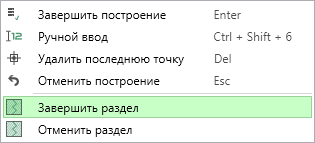 Завершить построение Enter
Ручной ввод Ctrl + Shift + 6
Удалить последнюю точку Del
Отменить построение Esc
Завершить раздел
Отменить раздел